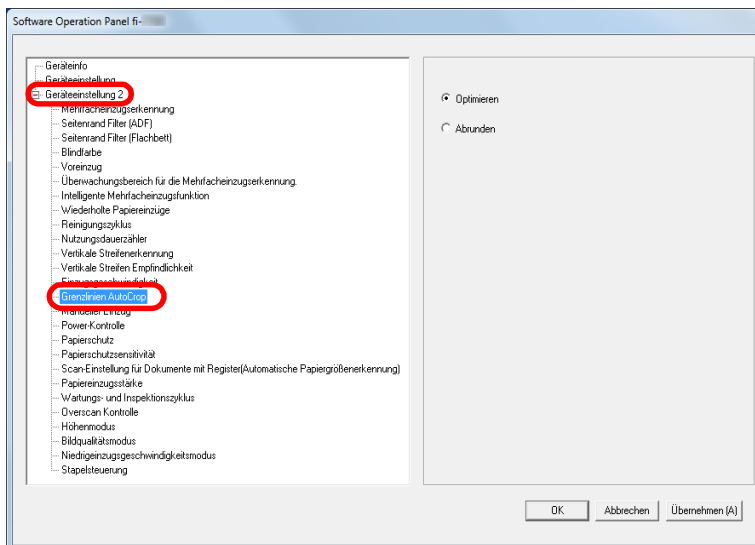 Software Operation Panel fi-
Geräteinfo
Geräteeinstellung
Geräteeinstellung 2
Mehrfacheinzugserkennung
Seitenrand Filter (ADF)
Seitenrand Filter (Flachbett)
Blindfarbe
Voreinzug
Überwachungsbereich für die Mehrfacheinzugserkennung.
Intelligente Mehrfacheinzugsfunktion
Wiederholte Papiereinzüge
Reinigungszyklus
Nutzungsdauerzähler
Vertikale Streifenerkennung
Vertikale Streifen Empfindlichkeit
Einzugsgeschwindigkeit
Grenzlinien AutoCrop
Manueller Einzug
Power-Kontrolle
Papierschutz
Papierschutzsensitivität
Scan-Einstellung für Dokumente mit Register(Automatische Papiergrößenerkennung)
Papiereinzugsstärke
Wartungs- und Inspektionszyklus
Overscan Kontrolle
Höhenmodus
Bildqualitätsmodus
Niedrigeinzugsgeschwindigkeitsmodus
Stapelsteuerung
Optimieren
Abrunden
OK
Abbrechen
Übernehmen (A)